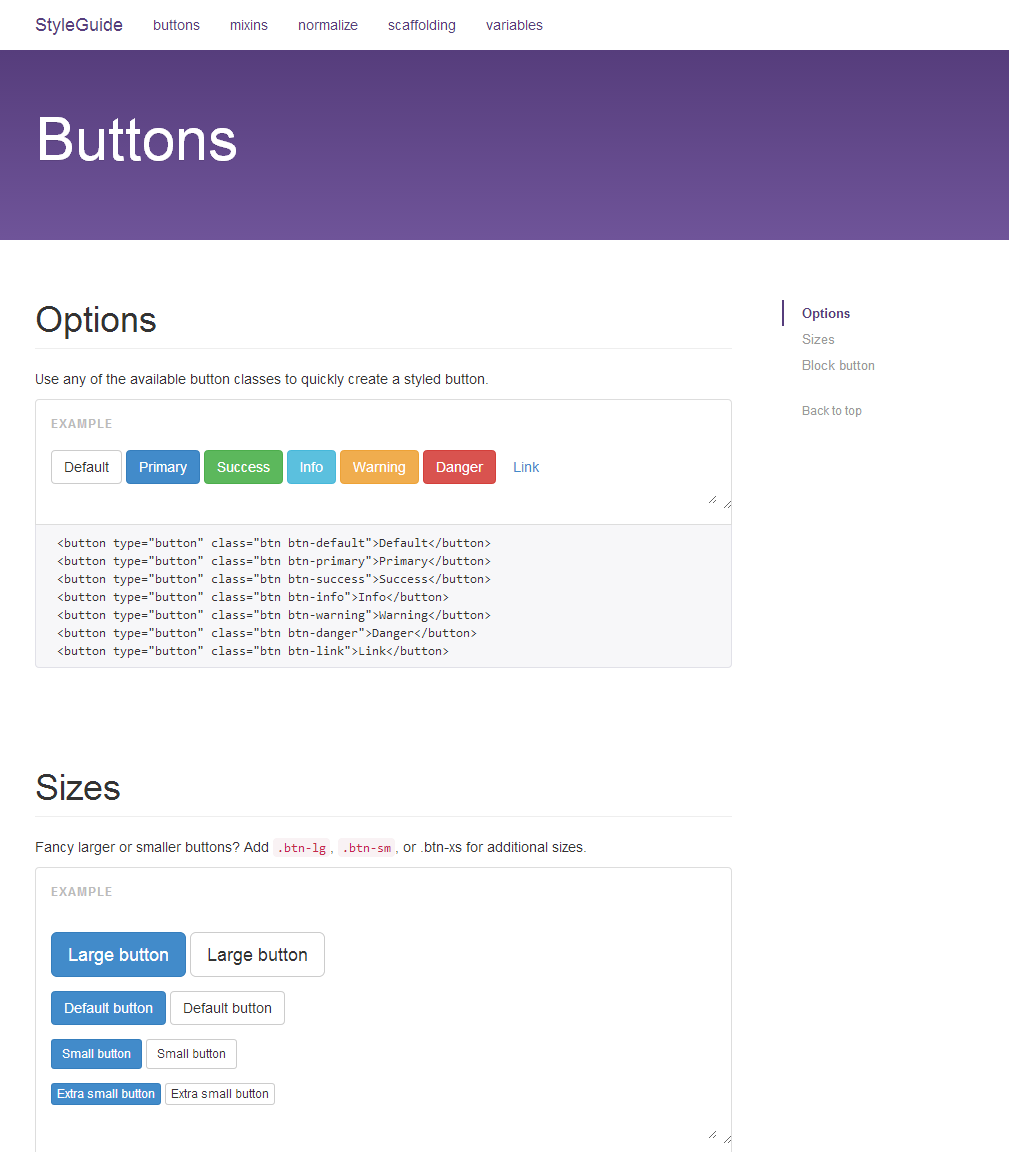 StyleGuide buttons mixins normalize scaffolding variables
Buttons
Options
Use any of the available button classes to quickly create a styled button.
EXAMPLE
Default Primary Success Info Warning Danger Link
<button type="button" class="btn btn-default">Default</button>
<button type="button" class="btn btn-primary">Primary</button>
<button type="button" class="btn btn-success">Success</button>
<button type="button" class="btn btn-info">Info</button>
<button type="button" class="btn btn-warning">Warning</button>
<button type="button" class="btn btn-danger">Danger</button>
<button type="button" class="btn btn-link">Link</button>
Sizes
Fancy larger or smaller buttons? Add .btn-lg, .btn-sm, or .btn-xs for additional sizes.
EXAMPLE
Large button Large button
Default button Default button
Small button Small button
Extra small button Extra small button
Options
Sizes
Block button
Back to top